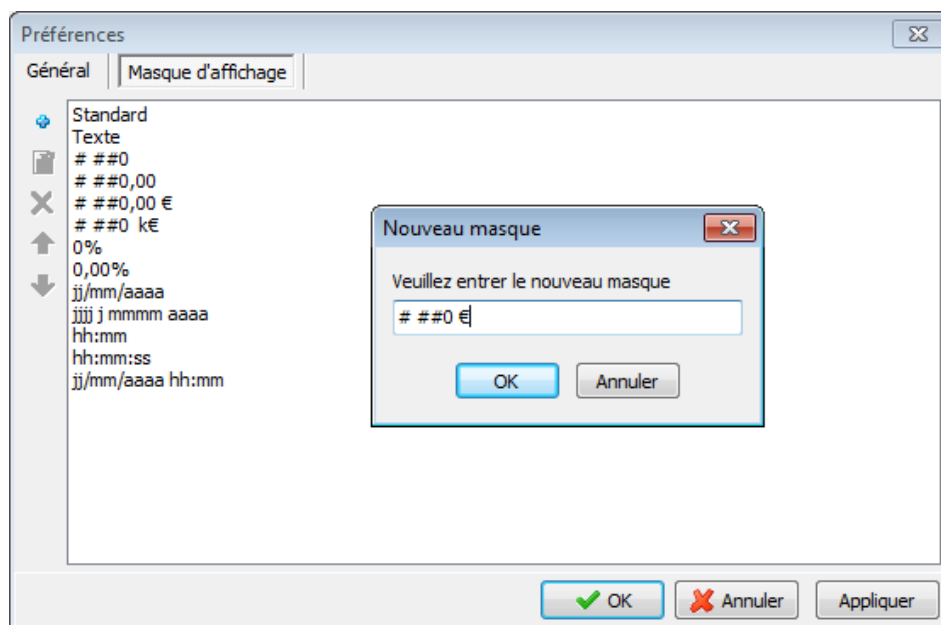 Préférences
Général
Masque d'affichage
Standard
Texte
# ##0
# ##0,00
# ##0,00 €
# ##0  k€
0%
0,00%
jj/mm/aaaa
jjjj j mmmm aaaa
hh:mm
hh:mm:ss
jj/mm/aaaa hh:mm
Nouveau masque
Veuillez entrer le nouveau masque
# ##0 €
OK
Annuler
OK
Annuler
Appliquer